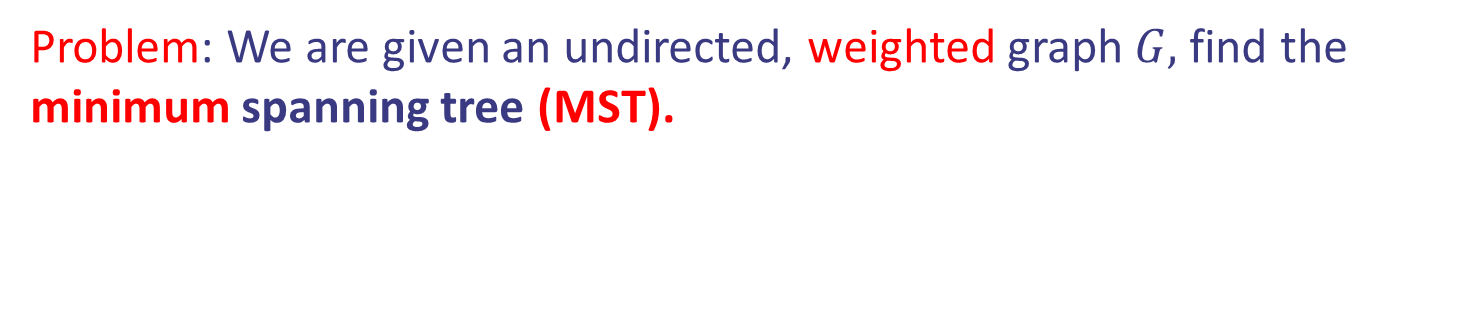 Problem: We are given an undirected, weighted graph G, find the
minimum spanning tree (MST).